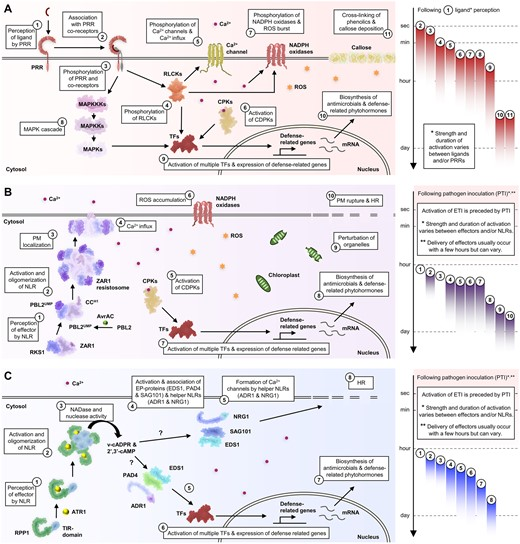 A
1
Perception of
ligand by PRR
2
Association
with PRR
co-receptors
PRR
Ca²⁺
Phosphorylation of
Ca²⁺ channels & Ca²⁺ influx
5
Ca²⁺
channel
Phosphorylation of
NADPH oxidases & ROS burst
7
NADPH
oxidases
Cross-linking of
phenolics & callose deposition
11
Callose
3
Phosphorylation
of PRR and
co-receptors
RLCKs
ROS
4
Phosphorylation
of RLCKs
MAPKKKs
MAPKKs
MAPKs
8
MAPK cascade
CPKs
6
Activation
of CDPKs
TFs
10
Biosynthesis of
antimicrobials & defense-
related phytohormones
Defense-
related genes
mRNA
9
Activation of multiple TFs & expression of defense-related genes
Cytosol
Nucleus
Following 1 ligand* perception
sec
min
hour
day
2 3 4 5 6 7 8 9 10 11
* Strength and
duration of
activation varies
between ligands
and/or PRRs
B
Cytosol
Ca²⁺
6
ROS accumulation
NADPH
oxidases
10
PM rupture & HR
4
Ca²⁺ influx
3
PM
localization
ROS
9
Perturbation of
organelles
2
Activation and
oligomerization
of NLR
ZAR1
resistosome
Chloroplast
5
Activation
of CDPKs
CPKs
8
Biosynthesis of
antimicrobials & defense-
related phytohormones
1
Perception
of effector
by NLR
AvrAC
PBL2
RKS1
ZAR1
TFs
Defense-
related genes
mRNA
7
Activation of multiple TFs & expression of defense-related genes
Nucleus
Following pathogen inoculation (PTI)*,**
Activation of ETI is preceded by PTI
* Strength and duration of activation
varies between effectors and/or NLRs.
** Delivery of effectors usually occur
with a few hours but can vary.
sec
min
hour
day
1 2 3 4 5 6 7 8 9 10
C
Cytosol
Ca²⁺
4
Activation & association of
EP-proteins (EDS1, PAD4
& SAG101) & helper NLRs
(ADR1 & NRG1)
5
Formation of Ca²⁺
channels by helper NLRs
(ADR1 & NRG1)
8
HR
3
NADase and
nuclease activity
NRG1
SAG101
EDS1
?
2
Activation and
oligomerization
of NLR
v-cADPR &
2',3'-cAMP
?
EDS1
PAD4
ADR1
5
7
Biosynthesis of
antimicrobials & defense-
related phytohormones
1
Perception
of effector
by NLR
ATR1
RPP1
TIR-
domain
TFs
Defense-
related genes
mRNA
6
Activation of multiple TFs & expression of defense-related genes
Nucleus
Following pathogen inoculation (PTI)*,**
Activation of ETI is preceded by PTI
* Strength and duration of activation
varies between effectors and/or NLRs.
** Delivery of effectors usually occur
with a few hours but can vary.
sec
min
hour
day
1 2 3 4 5 6 7 8